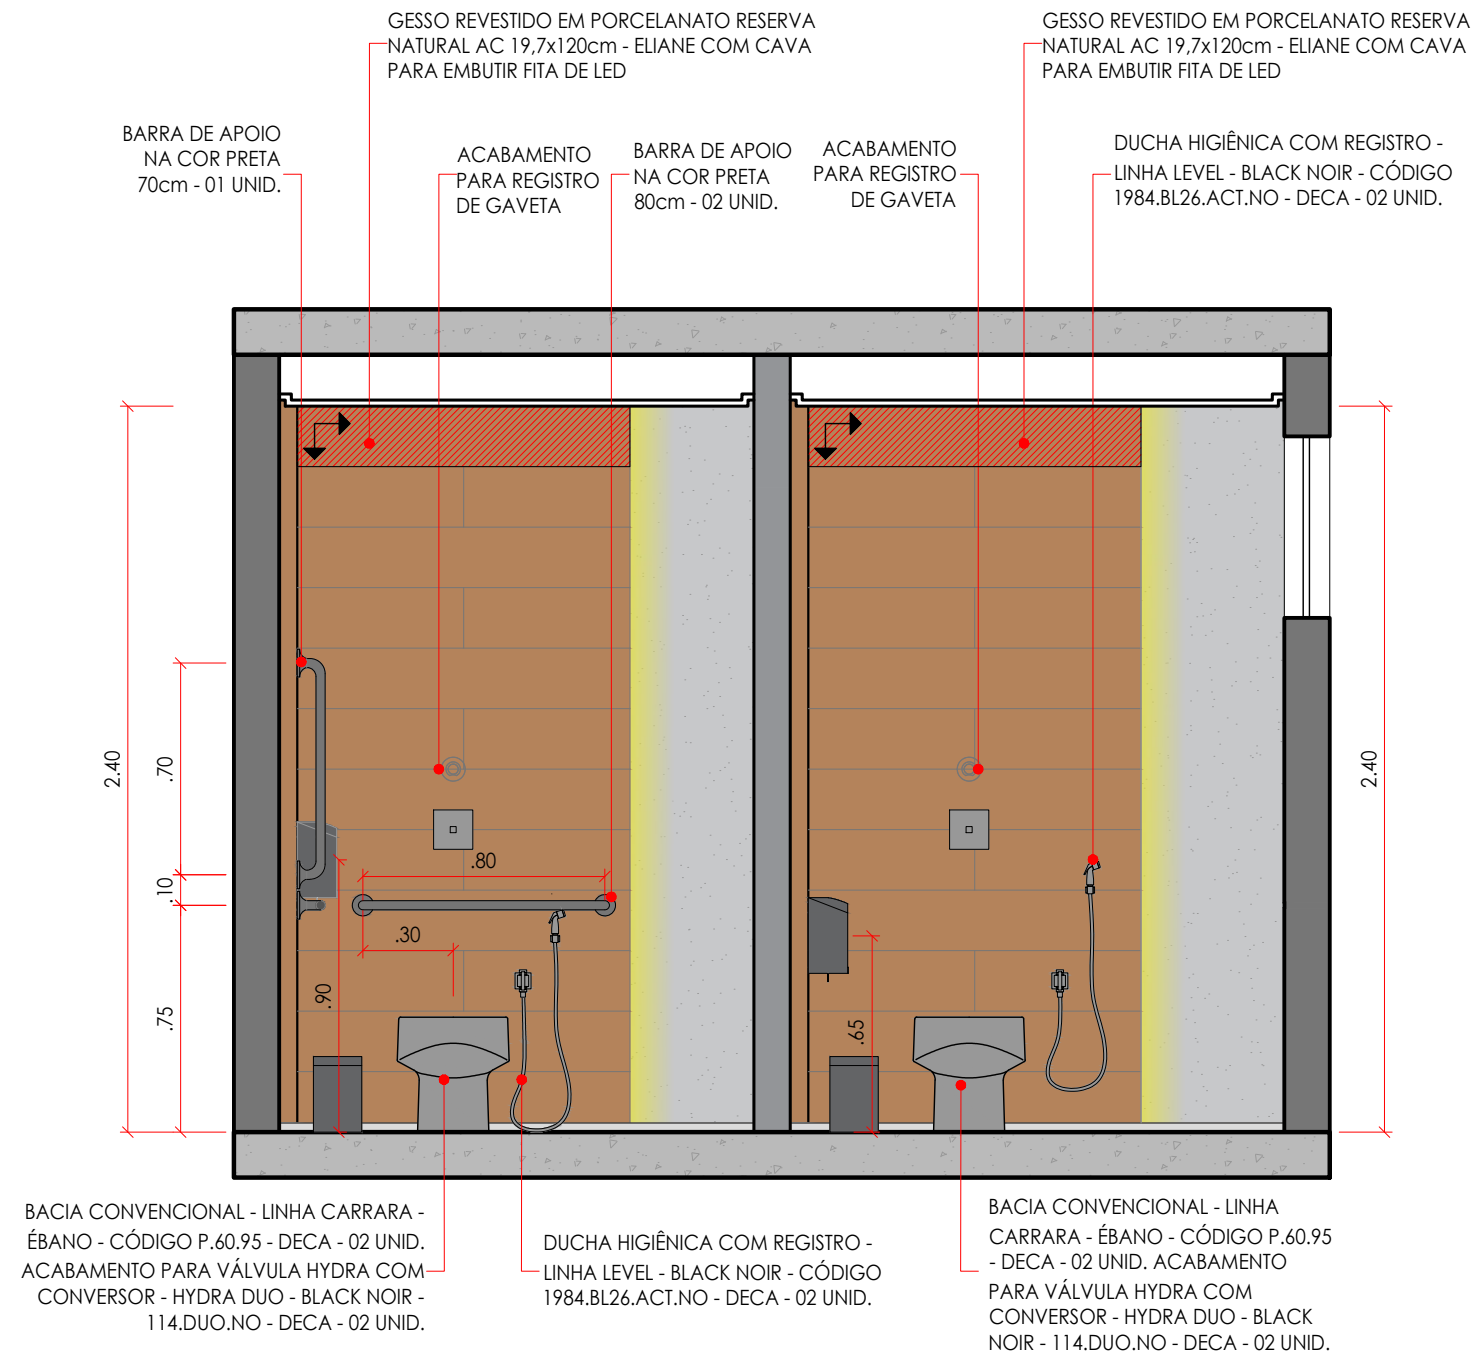 GESSO REVESTIDO EM PORCELANATO RESERVA
NATURAL AC 19,7x120cm - ELIANE COM CAVA
PARA EMBUTIR FITA DE LED
GESSO REVESTIDO EM PORCELANATO RESERVA
NATURAL AC 19,7x120cm - ELIANE COM CAVA
PARA EMBUTIR FITA DE LED
BARRA DE APOIO
NA COR PRETA
70cm - 01 UNID.
ACABAMENTO
PARA REGISTRO
DE GAVETA
BARRA DE APOIO
NA COR PRETA
80cm - 02 UNID.
ACABAMENTO
PARA REGISTRO
DE GAVETA
DUCHA HIGIÊNICA COM REGISTRO -
LINHA LEVEL - BLACK NOIR - CÓDIGO
1984.BL26.ACT.NO - DECA - 02 UNID.
2.40
.70
.10
.75
.90
.80
.30
.65
2.40
BACIA CONVENCIONAL - LINHA CARRARA -
ÉBANO - CÓDIGO P.60.95 - DECA - 02 UNID.
ACABAMENTO PARA VÁLVULA HYDRA COM
CONVERSOR - HYDRA DUO - BLACK NOIR -
114.DUO.NO - DECA - 02 UNID.
DUCHA HIGIÊNICA COM REGISTRO -
LINHA LEVEL - BLACK NOIR - CÓDIGO
1984.BL26.ACT.NO - DECA - 02 UNID.
BACIA CONVENCIONAL - LINHA
CARRARA - ÉBANO - CÓDIGO P.60.95
- DECA - 02 UNID. ACABAMENTO
PARA VÁLVULA HYDRA COM
CONVERSOR - HYDRA DUO - BLACK
NOIR - 114.DUO.NO - DECA - 02 UNID.